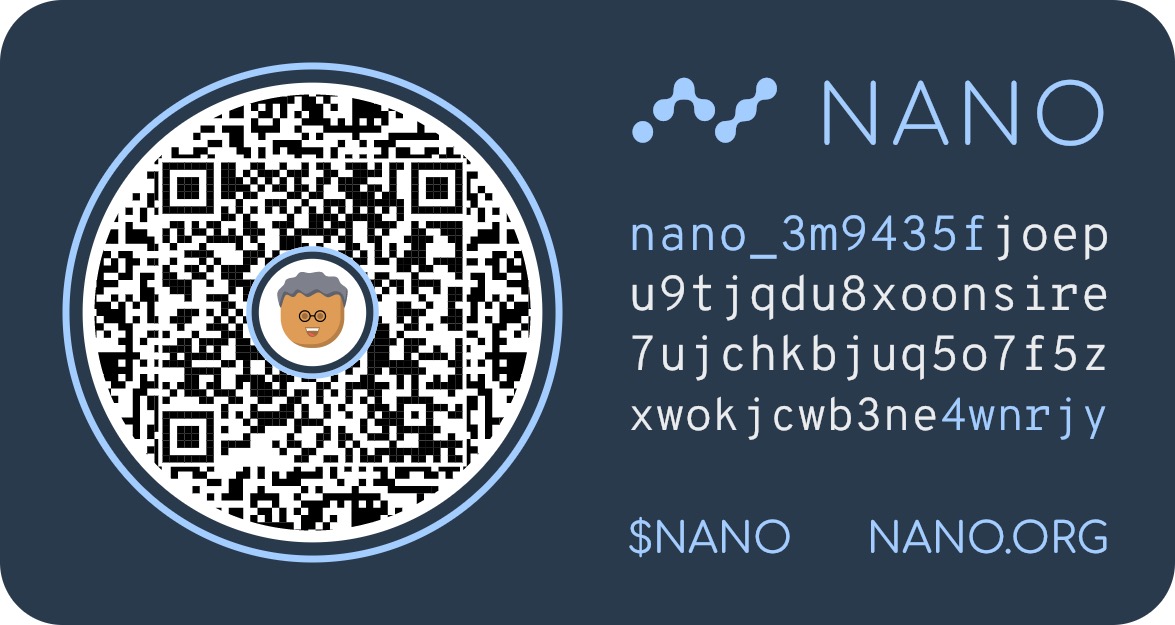 NANO
nano_3m9435fjoep
u9tjqdu8xoonsire
7ujchkbjuq5o7f5z
xwokjcwb3ne4wnrjy
$NANO NANO.ORG